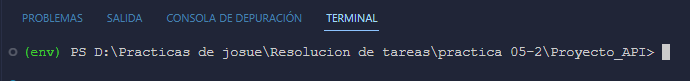 PROBLEMAS SALIDA CONSOLA DE DEPURACIÓN TERMINAL
(env) PS D:\Practicas de josue\Resolucion de tareas\practica 05-2\Proyecto_API>